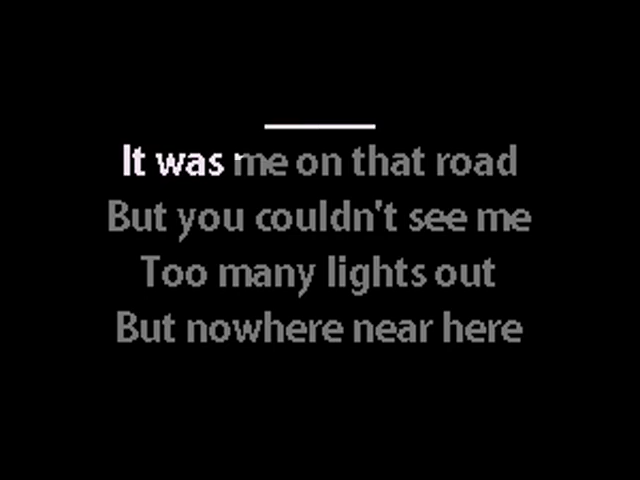 It was me on that road
But you couldn't see me
Too many lights out
But nowhere near here